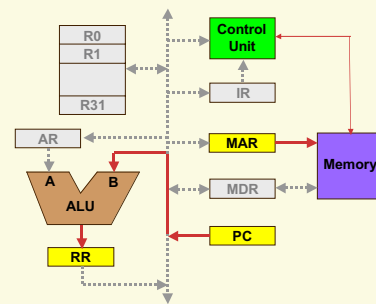 R0
R1
R31
Control
Unit
IR
AR
MAR
A
B
ALU
MDR
Memory
RR
PC